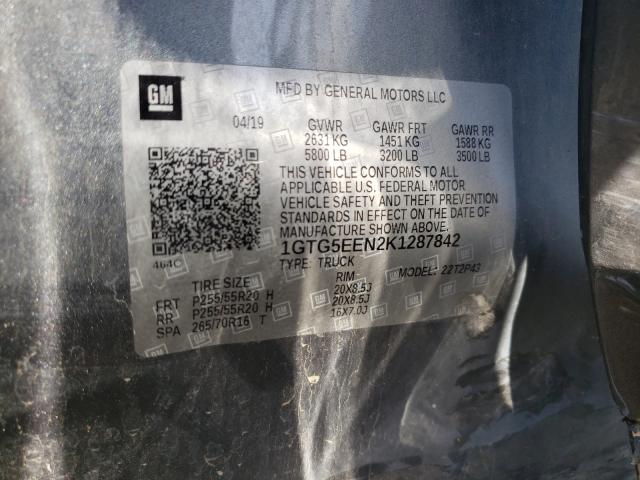 GM
MFD BY GENERAL MOTORS LLC
04/19 GVWR GAWR FRT GAWR RR
2631 KG 1451 KG 1588 KG
5800 LB 3200 LB 3500 LB
THIS VEHICLE CONFORMS TO ALL
APPLICABLE U.S. FEDERAL MOTOR
VEHICLE SAFETY AND THEFT PREVENTION
STANDARDS IN EFFECT ON THE DATE OF
MANUFACTURE SHOWN ABOVE.
1GTG5EEN2K1287842
464C
TYPE: TRUCK MODEL: 22T2P43
TIRE SIZE RIM
FRT P255/55R20 H 20X8.5J
RR P255/55R20 H 20X8.5J
SPA 265/70R16 T 16X7.0J